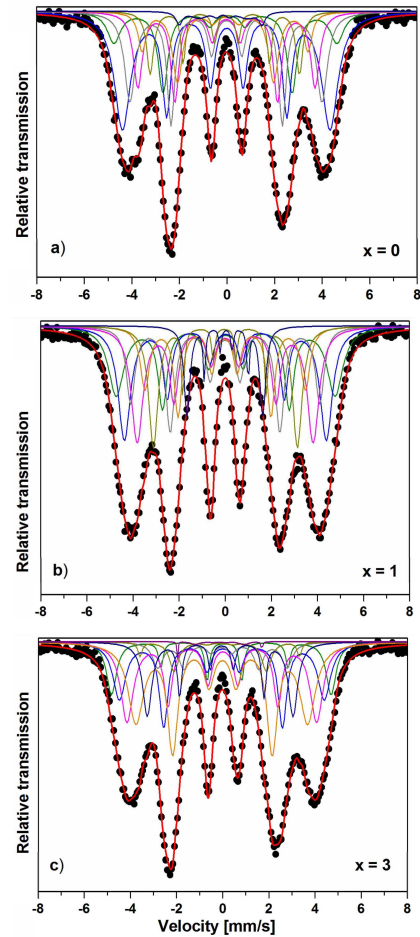 Relative transmission
a)
x = 0
-8 -6 -4 -2 0 2 4 6 8
Relative transmission
b)
x = 1
-8 -6 -4 -2 0 2 4 6 8
Relative transmission
c)
x = 3
-8 -6 -4 -2 0 2 4 6 8
Velocity [mm/s]